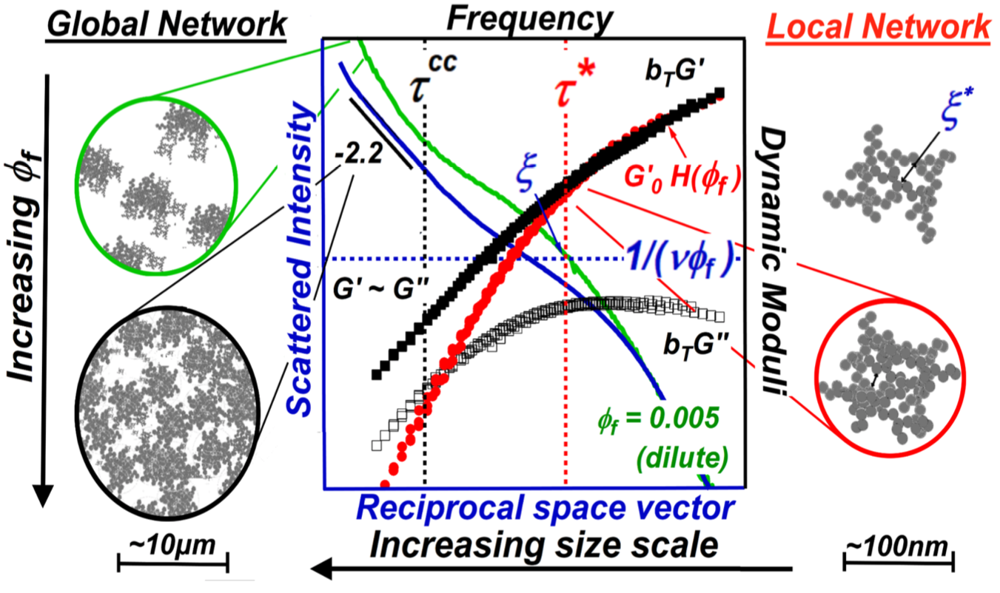 Global Network
Frequency
Local Network
Increasing ϕf
Scattered Intensity
τcc
τ*
bTG'
ξ*
-2.2
ξ
G'0 H(ϕf)
Dynamic Moduli
1/(νϕf)
G' ~ G''
bTG''
ϕf = 0.005
(dilute)
Reciprocal space vector
Increasing size scale
~10μm
~100nm